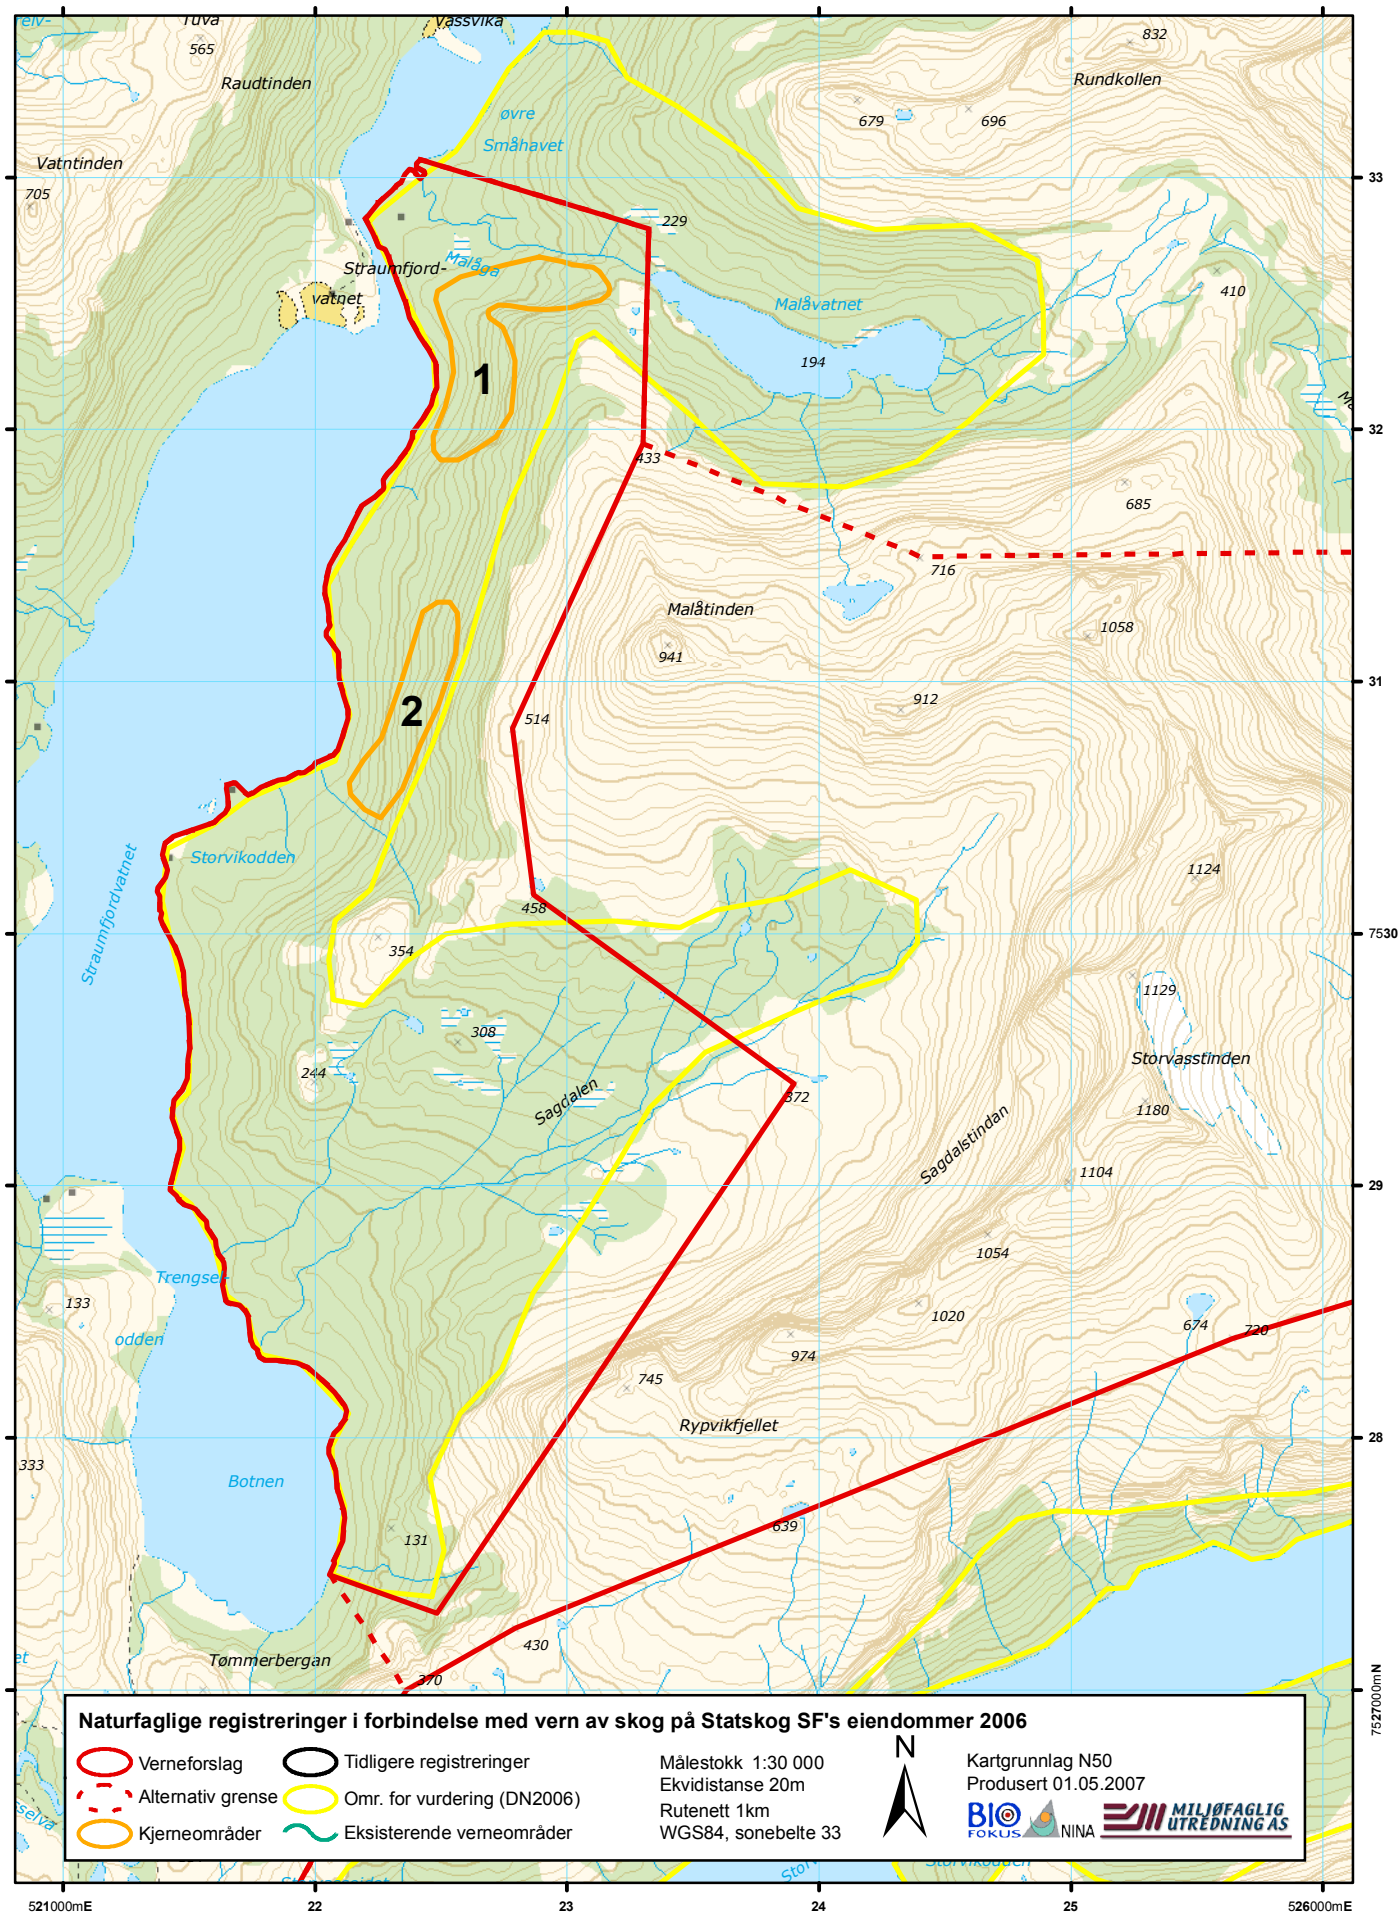 Tuva
565
Vassvika
832
Raudtinden
Rundkollen
øvre
Småhavet
679
696
Vatntinden
705
33
229
Malåga
Straumfjord-
vatnet
410
Malåvatnet
194
1
32
433
685
716
Malåtinden
941
1058
31
912
2
514
Storvikodden
Straumfjordvatnet
1124
458
354
7530
308
1129
Storvasstinden
244
Sagdalen
372
1180
Sagdalstindan
1104
29
1054
Trengsel-
odden
133
1020
674
720
974
745
Rypvikfjellet
28
333
Botnen
639
131
430
Tømmerbergan
370
7527000mN
Naturfaglige registreringer i forbindelse med vern av skog på Statskog SF's eiendommer 2006
Verneforslag
Alternativ grense
Kjerneområder
Tidligere registreringer
Omr. for vurdering (DN2006)
Eksisterende verneområder
Målestokk 1:30 000
Ekvidistanse 20m
Rutenett 1km
WGS84, sonebelte 33
N
Kartgrunnlag N50
Produsert 01.05.2007
BIO
FOKUS
NINA
MILJØFAGLIG
UTREDNING AS
Storvikodden
521000mE
22
23
24
25
526000mE